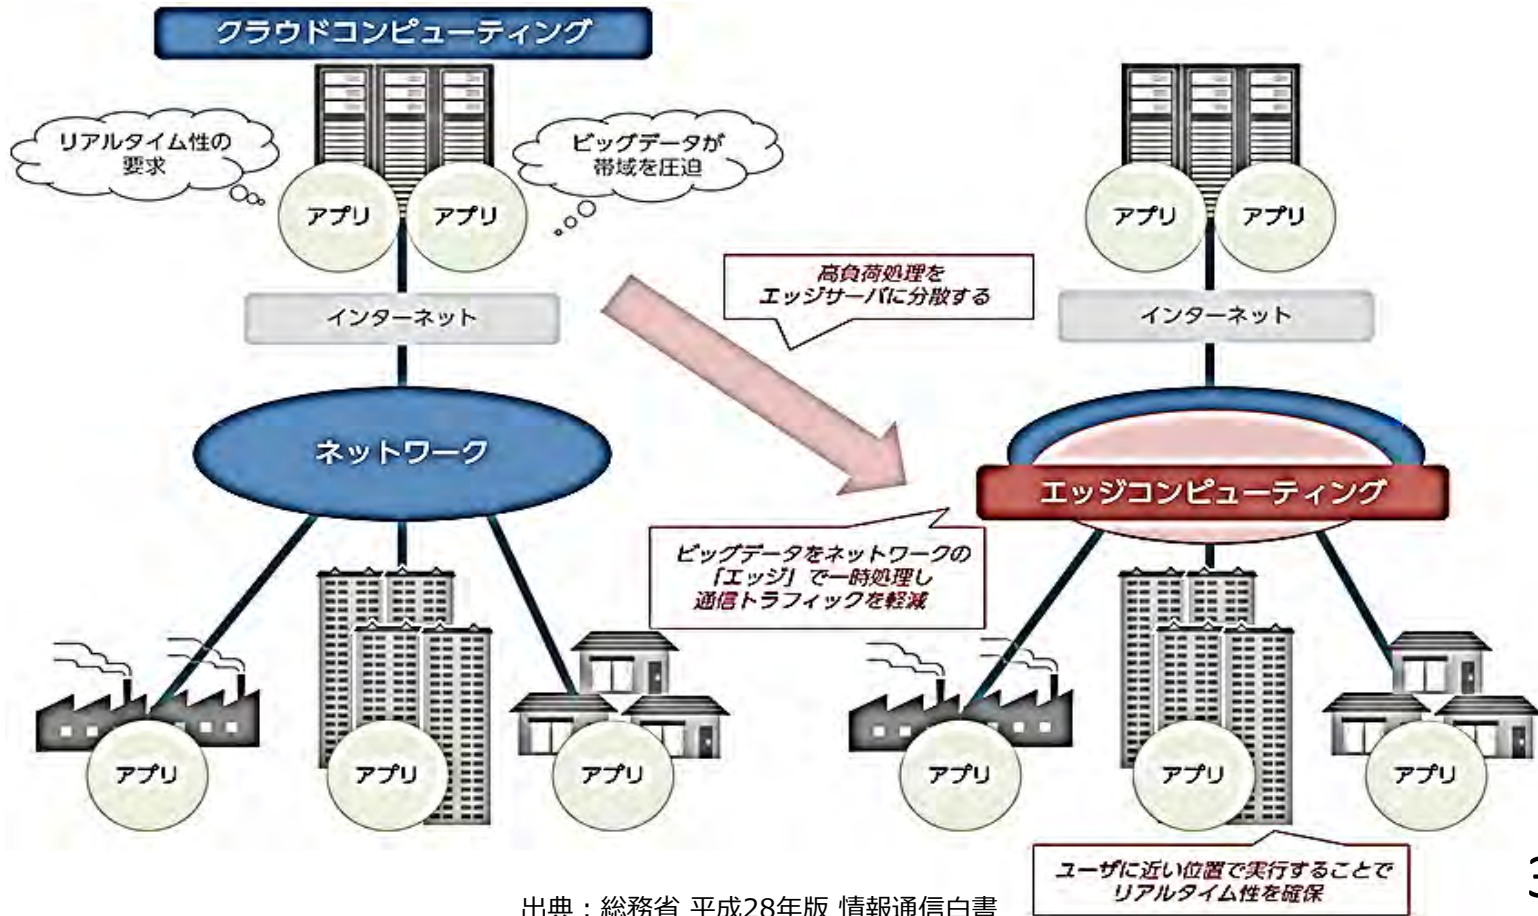 クラウドコンピューティング
リアルタイム性の
要求
ビッグデータが
帯域を圧迫
アプリ
アプリ
アプリ
アプリ
高負荷処理を
エッジサーバに分散する
インターネット
インターネット
ネットワーク
エッジコンピューティング
ビッグデータをネットワークの
「エッジ」で一時処理し
通信トラフィックを軽減
アプリ
アプリ
アプリ
アプリ
アプリ
アプリ
ユーザに近い位置で実行することで
リアルタイム性を確保
出典：総務省 平成28年版 情報通信白書